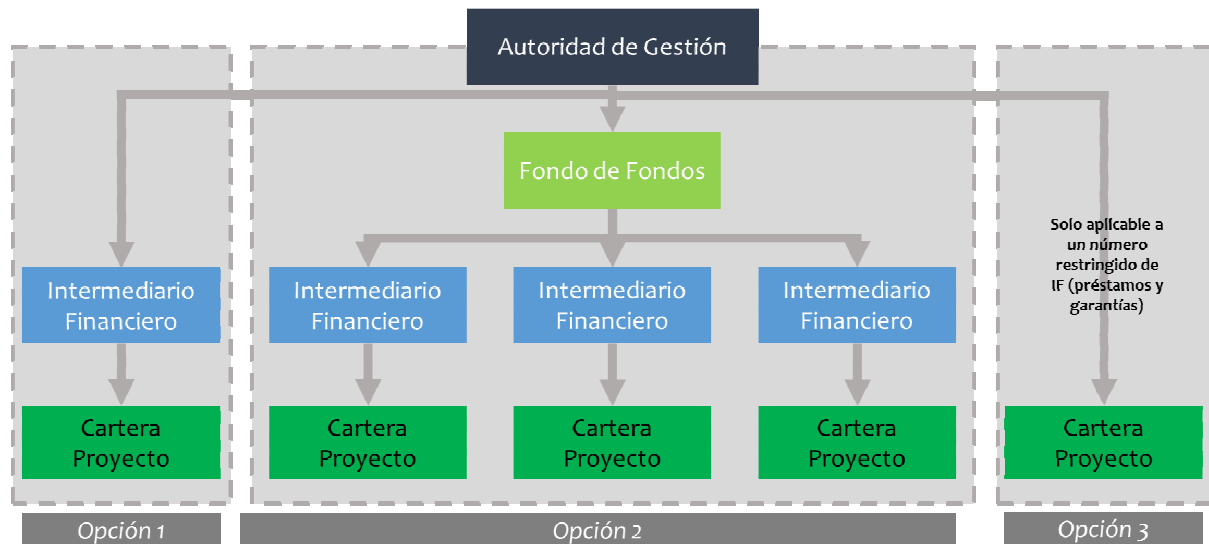 Autoridad de Gestión
Fondo de Fondos
Solo aplicable a
un número
restringido de
IF (préstamos y
garantías)
Intermediario
Financiero
Intermediario
Financiero
Intermediario
Financiero
Intermediario
Financiero
Cartera
Proyecto
Cartera
Proyecto
Cartera
Proyecto
Cartera
Proyecto
Cartera
Proyecto
Opción 1
Opción 2
Opción 3